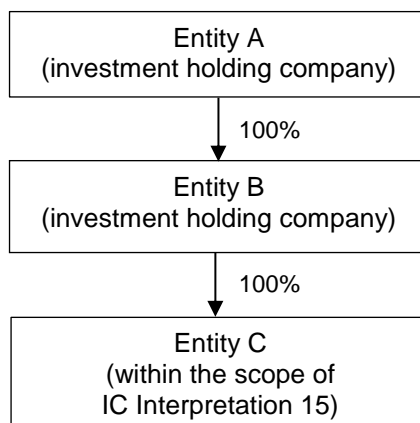 Entity A
(investment holding company)
100%
Entity B
(investment holding company)
100%
Entity C
(within the scope of
IC Interpretation 15)